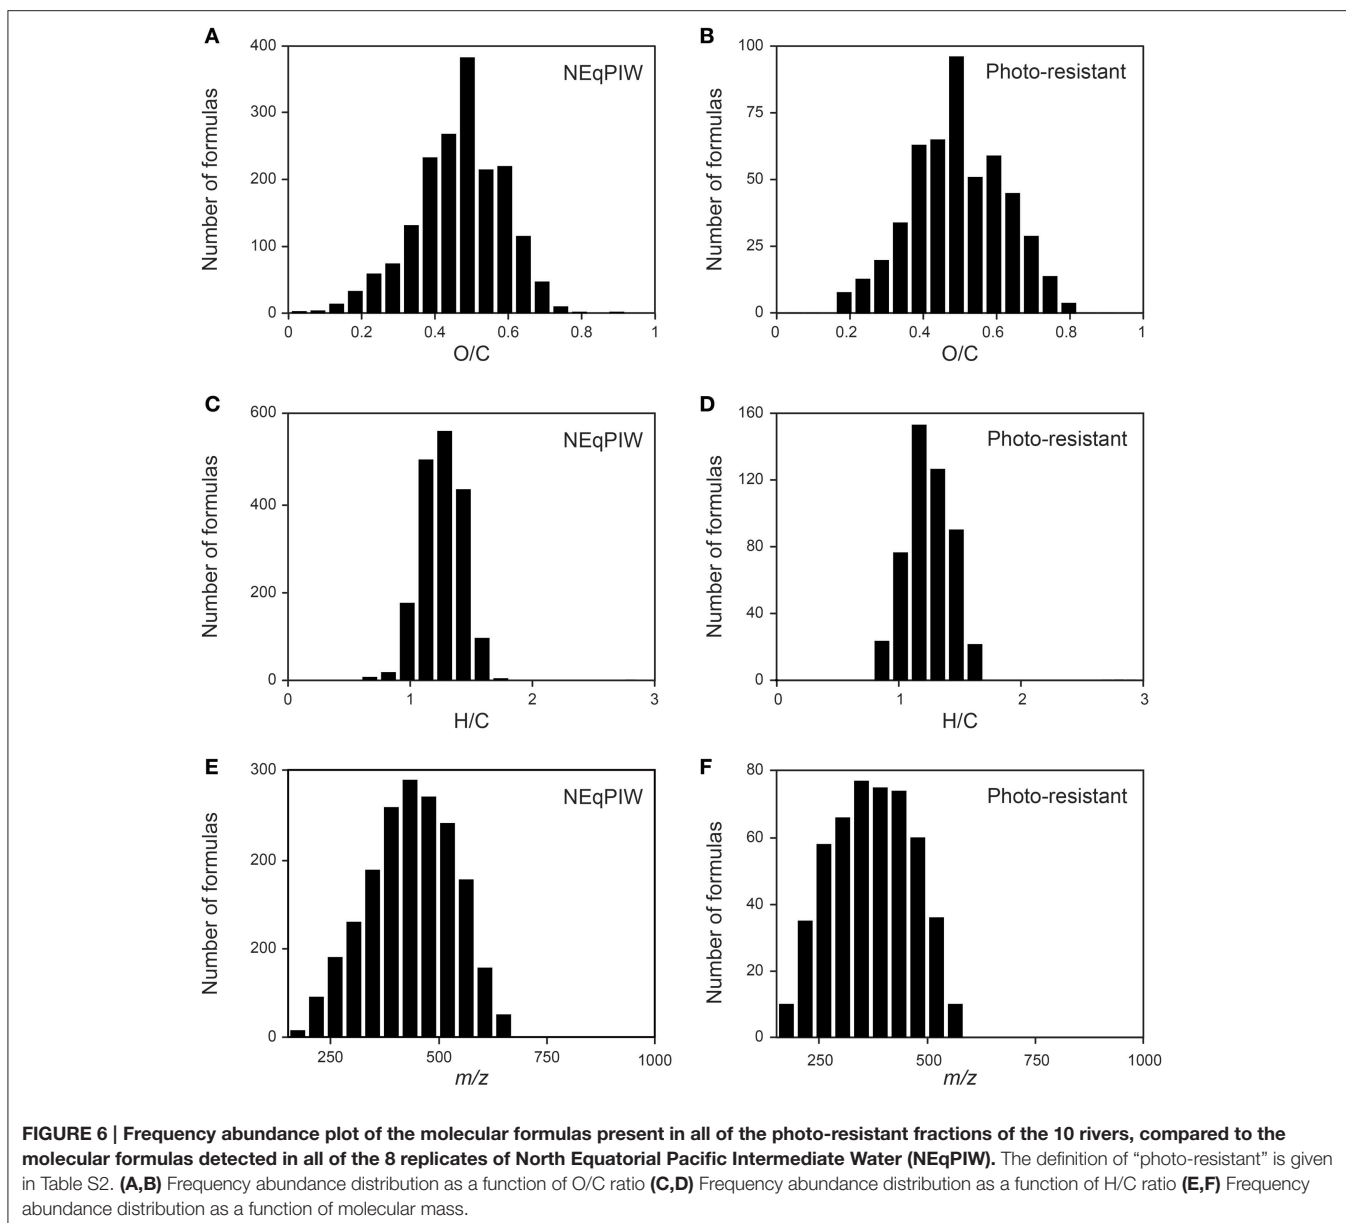 A
400
300
200
100
0
Number of formulas
NEqPIW
0 0.2 0.4 0.6 0.8 1
O/C
B
100
75
50
25
0
Number of formulas
Photo-resistant
0 0.2 0.4 0.6 0.8 1
O/C
C
600
400
200
0
Number of formulas
NEqPIW
0 1 2 3
H/C
D
160
120
80
40
0
Number of formulas
Photo-resistant
0 1 2 3
H/C
E
300
200
200
0
Number of formulas
NEqPIW
250 500 750 1000
m/z
F
80
60
40
20
0
Number of formulas
Photo-resistant
250 500 750 1000
m/z
FIGURE 6 | Frequency abundance plot of the molecular formulas present in all of the photo-resistant fractions of the 10 rivers, compared to the
molecular formulas detected in all of the 8 replicates of North Equatorial Pacific Intermediate Water (NEqPIW). The definition of “photo-resistant” is given
in Table S2. (A,B) Frequency abundance distribution as a function of O/C ratio (C,D) Frequency abundance distribution as a function of H/C ratio (E,F) Frequency
abundance distribution as a function of molecular mass.